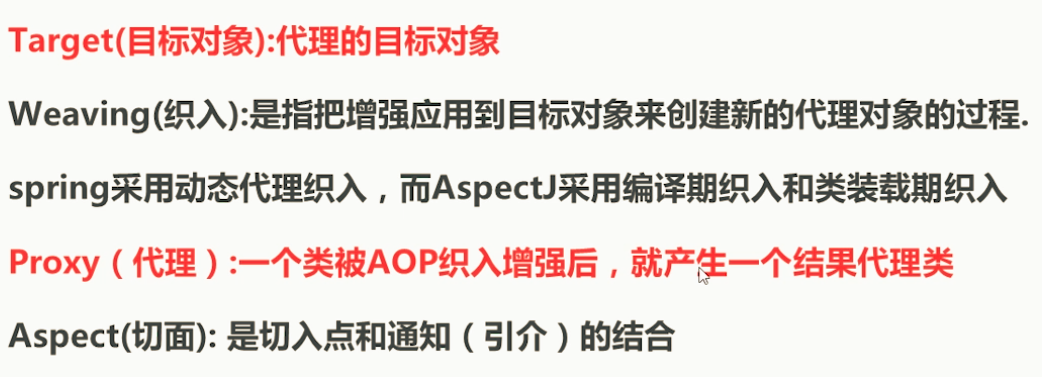 Target(目标对象):代理的目标对象
Weaving(织入):是指把增强应用到目标对象来创建新的代理对象的过程.
spring采用动态代理织入，而AspectJ采用编译期织入和类装载期织入
Proxy（代理）:一个类被AOP织入增强后，就产生一个结果代理类
Aspect(切面): 是切入点和通知（引介）的结合